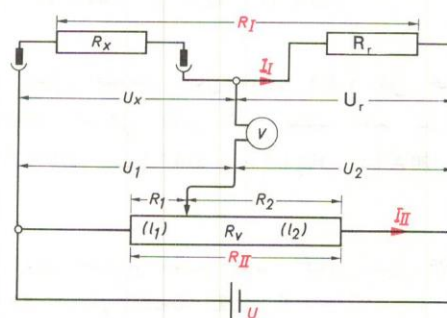 R_I
R_x
R_r
I_I
U_x
U_r
V
U_1
U_2
R_1
R_2
(l_1)
R_v
(l_2)
I_II
R_II
U